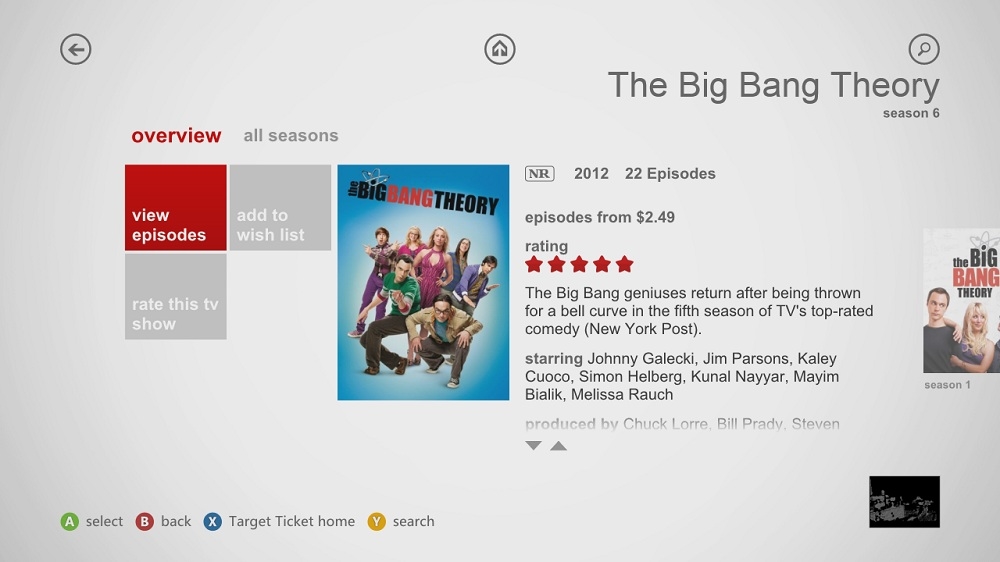 The Big Bang Theory
season 6
overview
all seasons
view
episodes
add to
wish list
rate this tv
show
the BIG BANG THEORY
NR 2012 22 Episodes
episodes from $2.49
rating
The Big Bang geniuses return after being thrown
for a bell curve in the fifth season of TV's top-rated
comedy (New York Post).
starring Johnny Galecki, Jim Parsons, Kaley
Cuoco, Simon Helberg, Kunal Nayyar, Mayim
Bialik, Melissa Rauch
produced by Chuck Lorre, Bill Prady, Steven
the BIG
BANG
THEORY
season 1
A select B back X Target Ticket home Y search